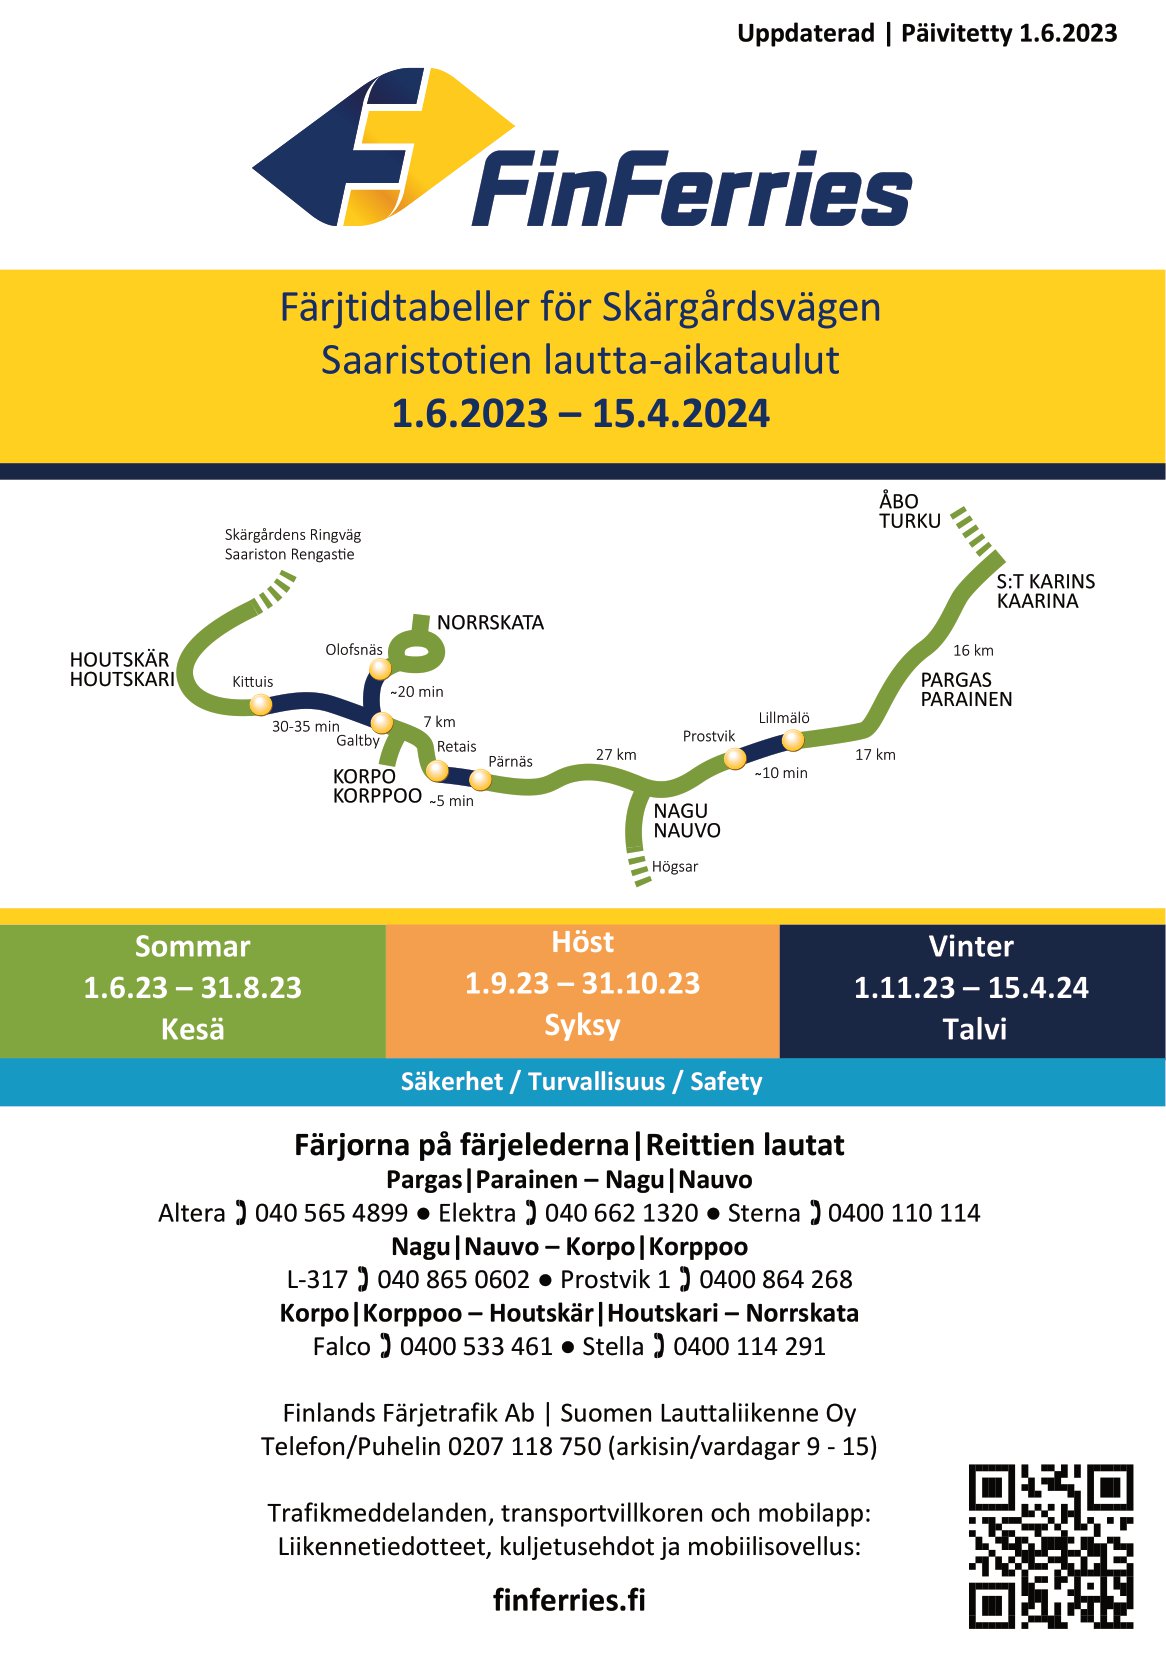 Uppdaterad | Päivitetty 1.6.2023
FinFerries
Färjtidtabeller för Skärgårdsvägen
Saaristotien lautta-aikataulut
1.6.2023 – 15.4.2024
ÅBO
TURKU
Skärgårdens Ringväg
Saariston Rengastie
S:T KARINS
KAARINA
NORRSKATA
Olofsnäs
16 km
HOUTSKÄR
HOUTSKARI
Kittuis
~20 min
PARGAS
PARAINEN
30-35 min
Galtby
7 km
Retais
Pärnäs
Lillmälö
Prostvik
27 km
17 km
KORPO
KORPPOO
~5 min
~10 min
NAGU
NAUVO
Högsar
Sommar
1.6.23 – 31.8.23
Kesä
Höst
1.9.23 – 31.10.23
Syksy
Vinter
1.11.23 – 15.4.24
Talvi
Säkerhet / Turvallisuus / Safety
Färjorna på färjelederna|Reittien lautat
Pargas|Parainen – Nagu|Nauvo
Altera 040 565 4899 ● Elektra 040 662 1320 ● Sterna 0400 110 114
Nagu|Nauvo – Korpo|Korppoo
L-317 040 865 0602 ● Prostvik 1 0400 864 268
Korpo|Korppoo – Houtskär|Houtskari – Norrskata
Falco 0400 533 461 ● Stella 0400 114 291
Finlands Färjetrafik Ab | Suomen Lauttaliikenne Oy
Telefon/Puhelin 0207 118 750 (arkisin/vardagar 9 - 15)
Trafikmeddelanden, transportvillkoren och mobilapp:
Liikennetiedotteet, kuljetusehdot ja mobiilisovellus:
finferries.fi